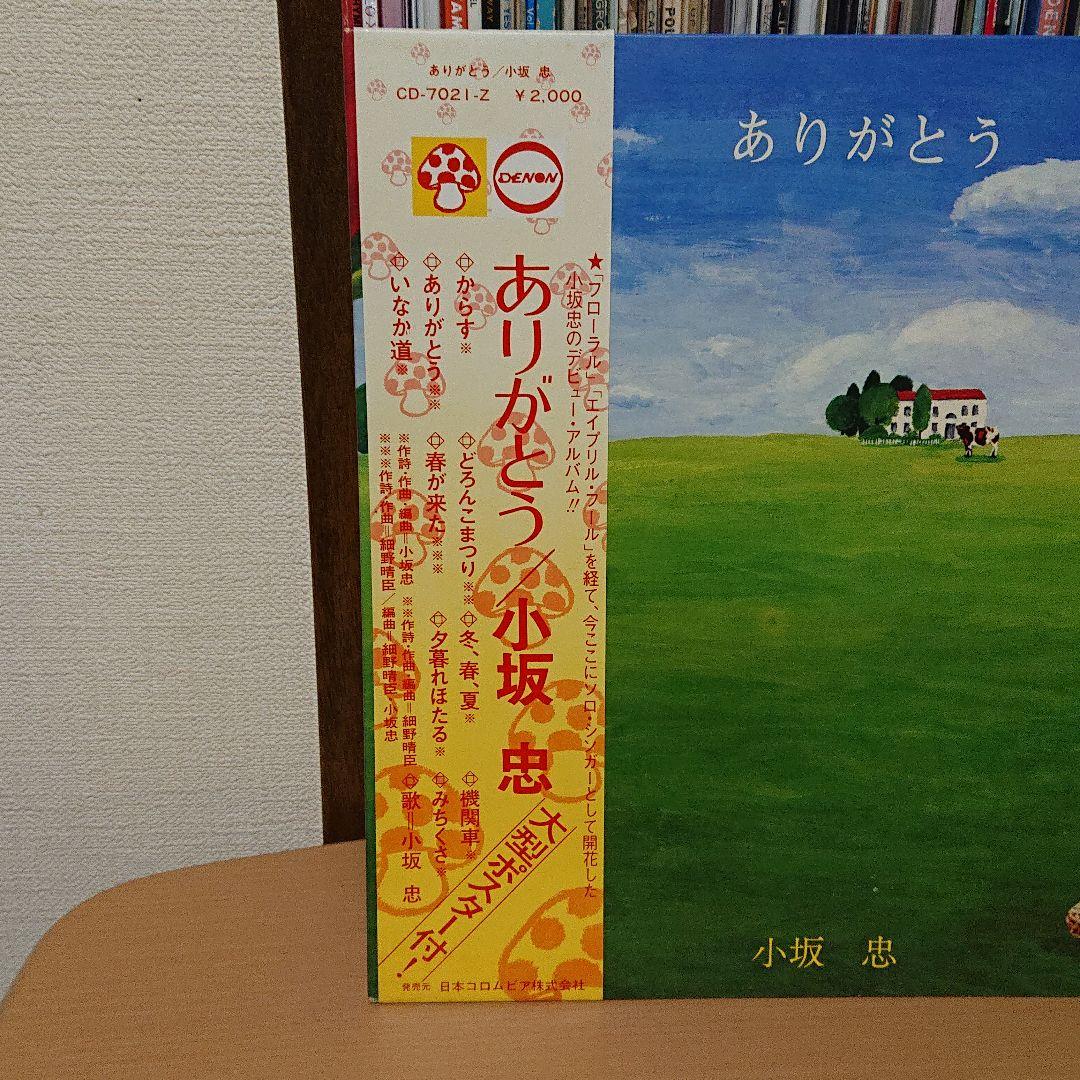 ありがとう／小坂 忠
CD-7021-Z ￥2,000
DENON
★「フローラル」「エイプリル・フール」を経て、今ここにソロ・シンガーとして開花した
小坂忠のデビュー・アルバム!!
ありがとう／小坂 忠
からす※
どろんこまつり※※
冬、春、夏※
機関車※
ありがとう※※
春が来た※※※
夕暮れほたる※
みちくさ※
いなか道※
※作詩・作曲・編曲＝小坂忠 ※※作詩・作曲・編曲＝細野晴臣
※※※作詩・作曲＝細野晴臣／編曲＝細野晴臣・小坂忠
歌＝小坂 忠
大型ポスター付！
発売元 日本コロムビア株式会社
ありがとう
小坂 忠